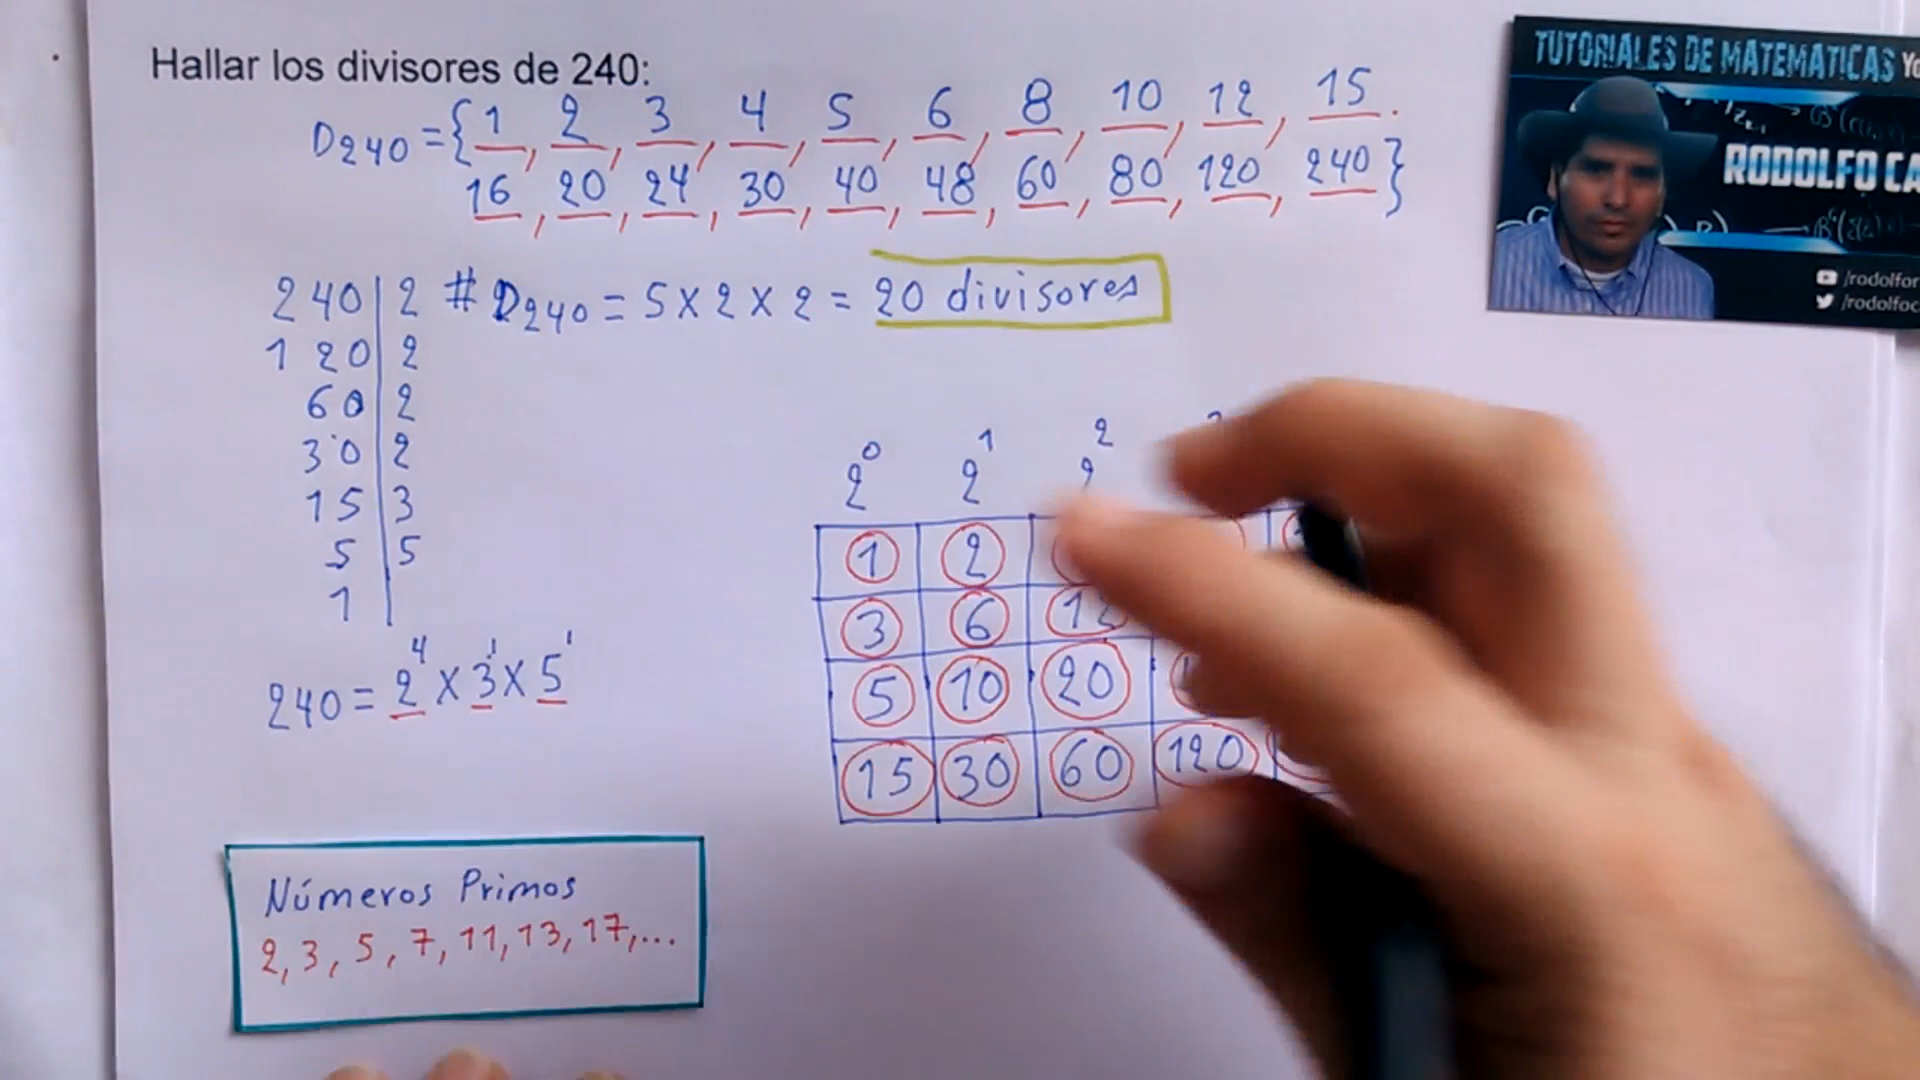 Hallar los divisores de 240:
D240 = {1, 2, 3, 4, 5, 6, 8, 10, 12, 15,
16, 20, 24, 30, 40, 48, 60, 80, 120, 240}
240 | 2
120 | 2
60 | 2
30 | 2
15 | 3
5 | 5
1 |
# D240 = 5 x 2 x 2 = 20 divisores
240 = 2⁴ x 3¹ x 5¹
2⁰ 2¹ 2²
1 2
3 6 12
5 10 20
15 30 60 120
Números Primos
2, 3, 5, 7, 11, 13, 17, ...
TUTORIALES DE MATEMATICAS
RODOLFO